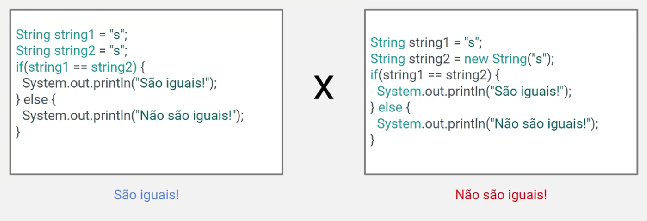 String string1 = "s";
String string2 = "s";
if(string1 == string2) {
System.out.println("São iguais!");
} else {
System.out.println("Não são iguais!");
}
São iguais!
X
String string1 = "s";
String string2 = new String("s");
if(string1 == string2) {
System.out.println("São iguais!");
} else {
System.out.println("Não são iguais!");
}
Não são iguais!